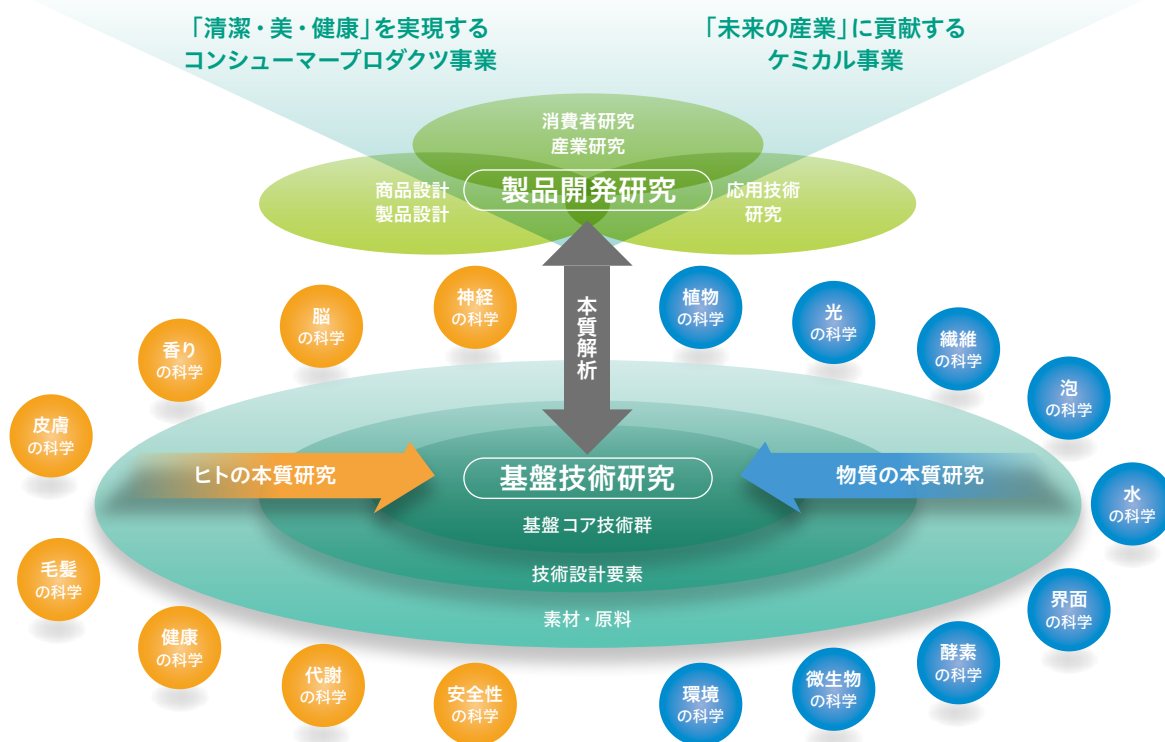 「清潔・美・健康」を実現する
コンシューマープロダクツ事業
「未来の産業」に貢献する
ケミカル事業
消費者研究
産業研究
商品設計
製品設計
製品開発研究
応用技術
研究
本質解析
神経
の科学
脳
の科学
香り
の科学
皮膚
の科学
植物
の科学
光
の科学
繊維
の科学
泡
の科学
ヒトの本質研究
基盤技術研究
物質の本質研究
水
の科学
基盤コア技術群
技術設計要素
素材・原料
毛髪
の科学
健康
の科学
代謝
の科学
安全性
の科学
環境
の科学
微生物
の科学
酵素
の科学
界面
の科学